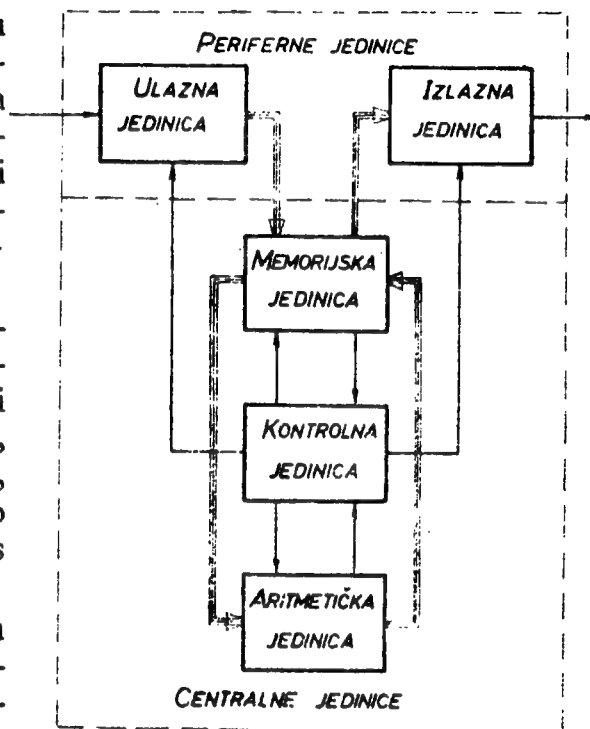 PERIFERNE JEDINICE
ULAZNA
JEDINICA
IZLAZNA
JEDINICA
MEMORIJSKA
JEDINICA
KONTROLNA
JEDINICA
ARITMETIČKA
JEDINICA
CENTRALNE JEDINICE